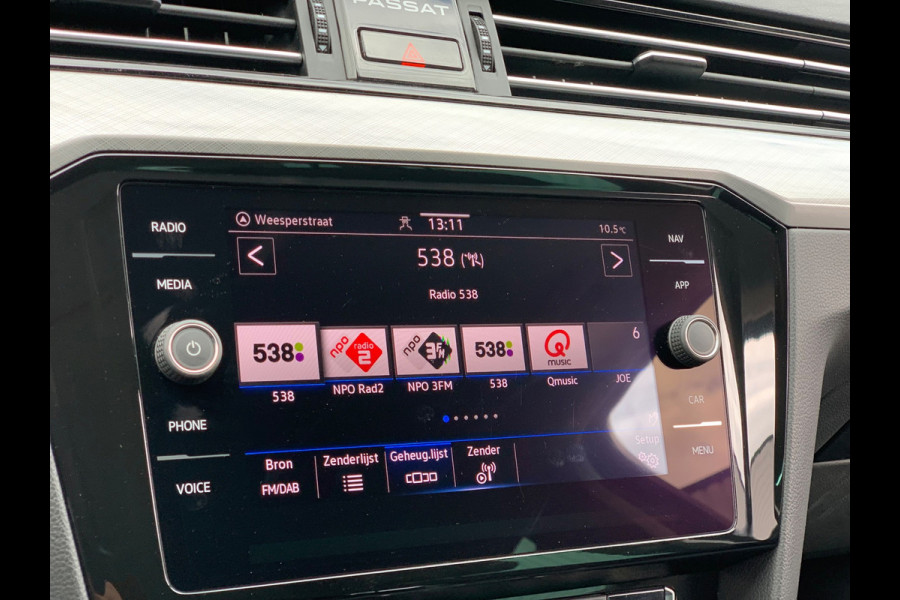 PASSAT
RADIO
MEDIA
PHONE
VOICE
Weesperstraat
13:11
10.5°C
538
Radio 538
538
npo radio 2
npo 3FM
538
Q MUSIC
6
538
NPO Rad2
NPO 3FM
538
Qmusic
JOE
Bron
FM/DAB
Zenderlijst
Geheug.lijst
Zender
Setup
NAV
APP
CAR
MENU